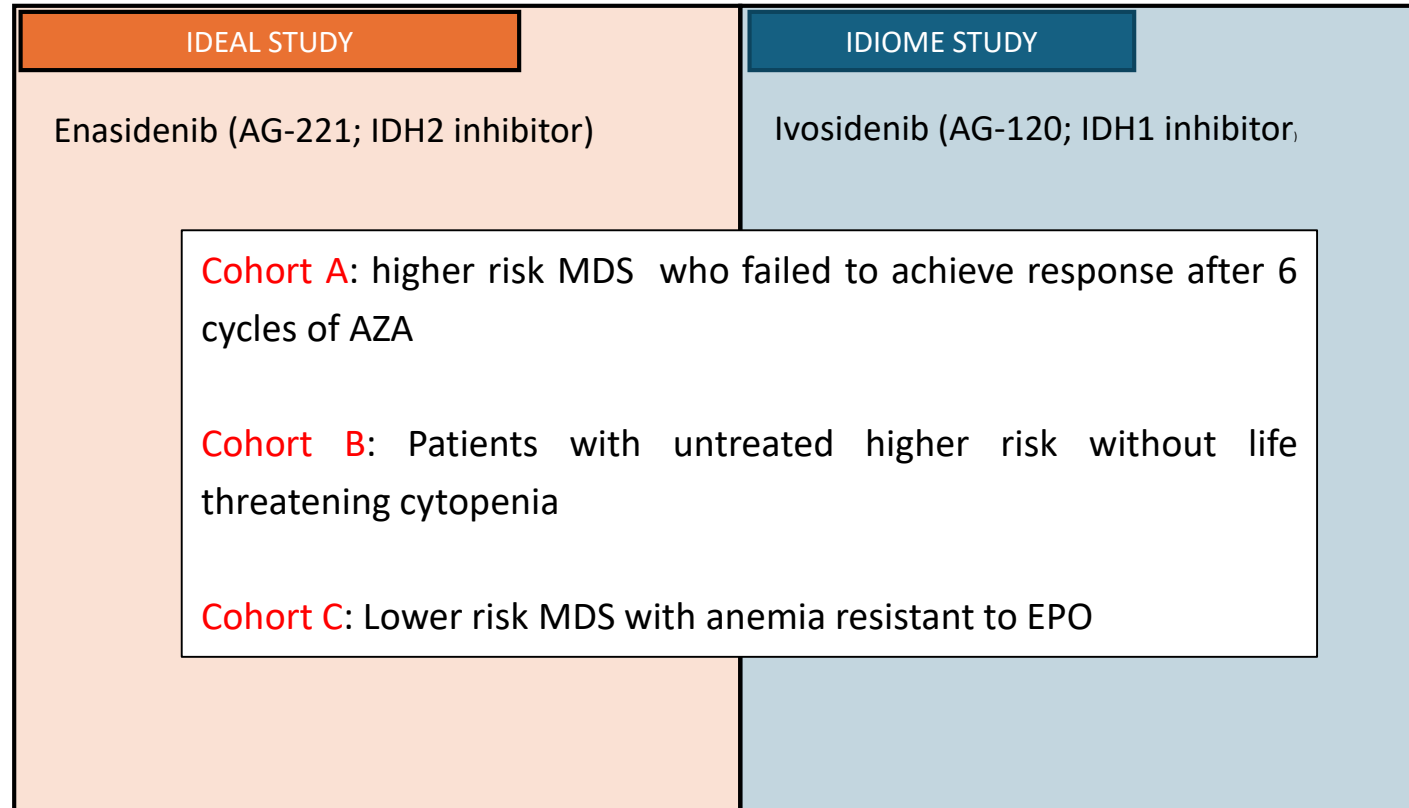 IDEAL STUDY
Enasidenib (AG-221; IDH2 inhibitor)
IDIOME STUDY
Ivosidenib (AG-120; IDH1 inhibitor)
Cohort A: higher risk MDS who failed to achieve response after 6
cycles of AZA
Cohort B: Patients with untreated higher risk without life
threatening cytopenia
Cohort C: Lower risk MDS with anemia resistant to EPO